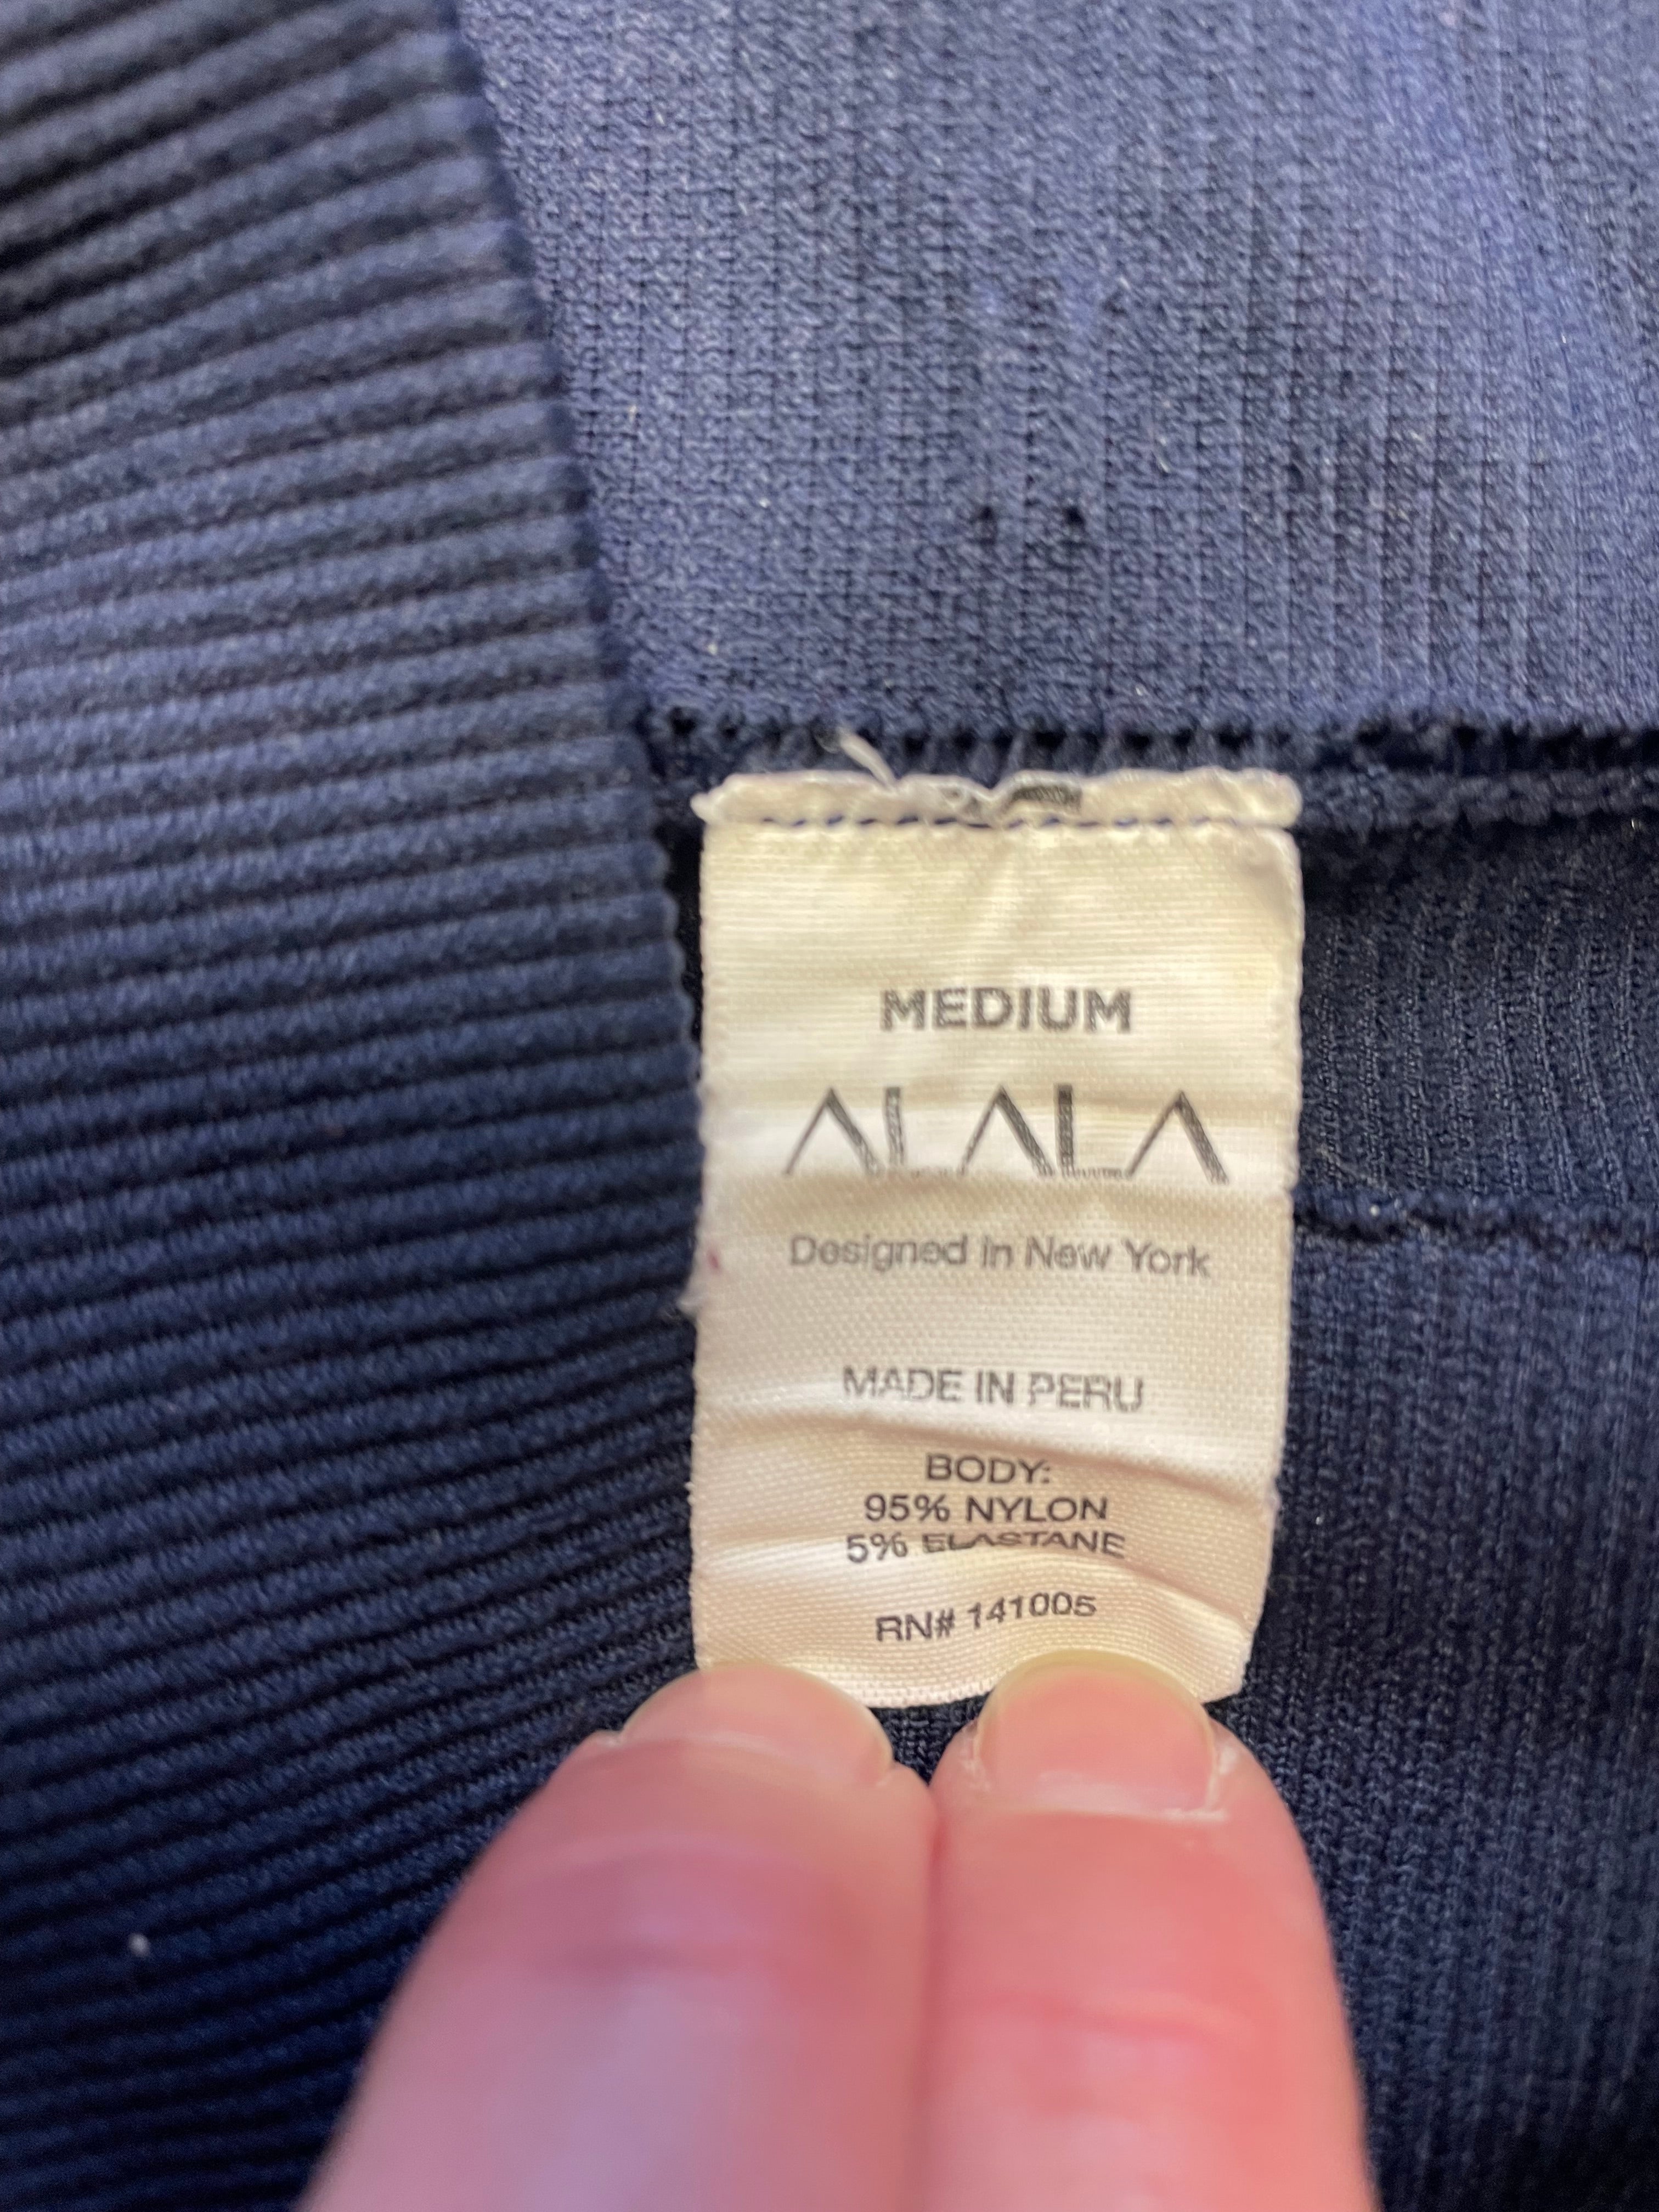 MEDIUM
ALALA
Designed in New York
MADE IN PERU
BODY:
95% NYLON
5% ELASTANE
RN# 141005